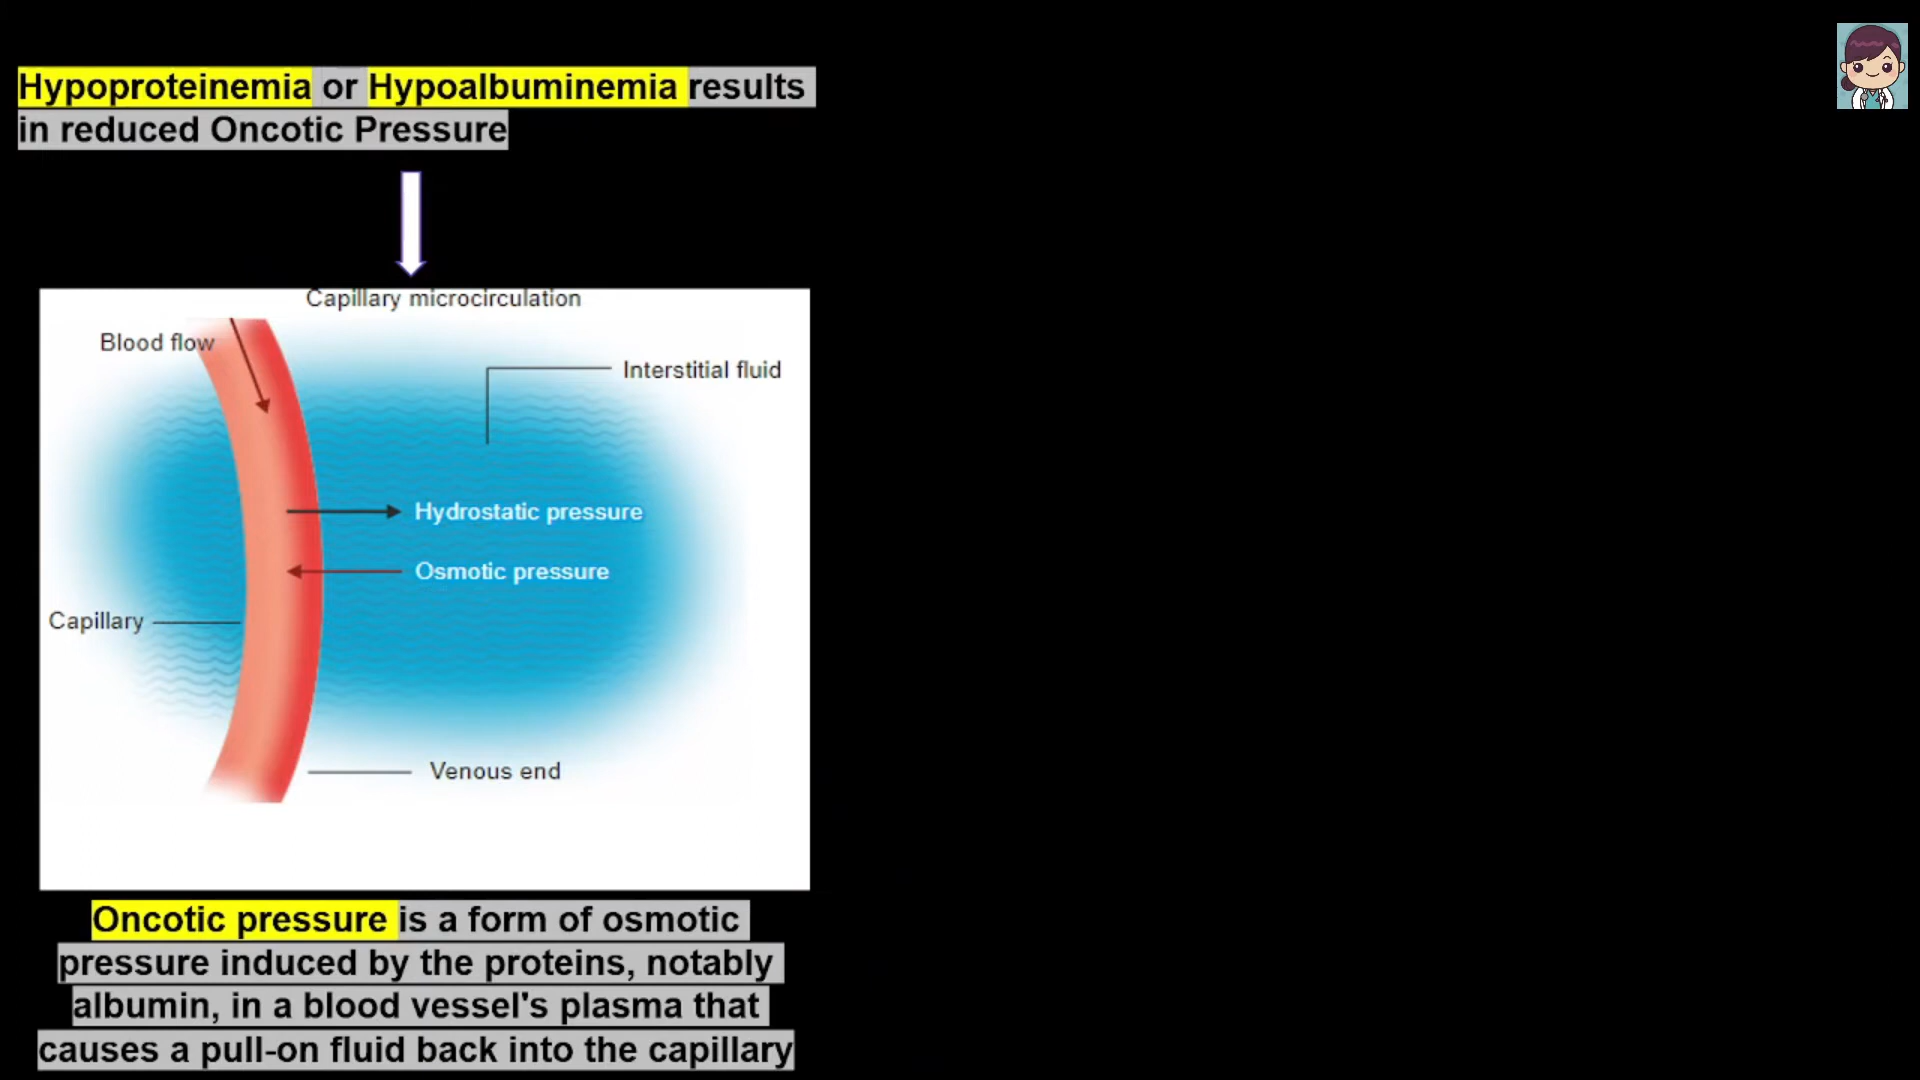 Hypoproteinemia or Hypoalbuminemia results
in reduced Oncotic Pressure
Capillary microcirculation
Blood flow
Interstitial fluid
Hydrostatic pressure
Osmotic pressure
Capillary
Venous end
Oncotic pressure is a form of osmotic
pressure induced by the proteins, notably
albumin, in a blood vessel's plasma that
causes a pull-on fluid back into the capillary